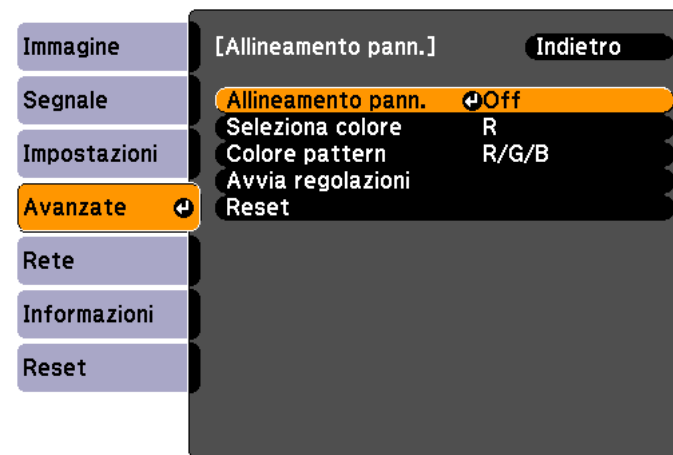 Immagine
Segnale
Impostazioni
Avanzate
Rete
Informazioni
Reset
[Allineamento pann.] Indietro
Allineamento pann. Off
Seleziona colore R
Colore pattern R/G/B
Avvia regolazioni
Reset